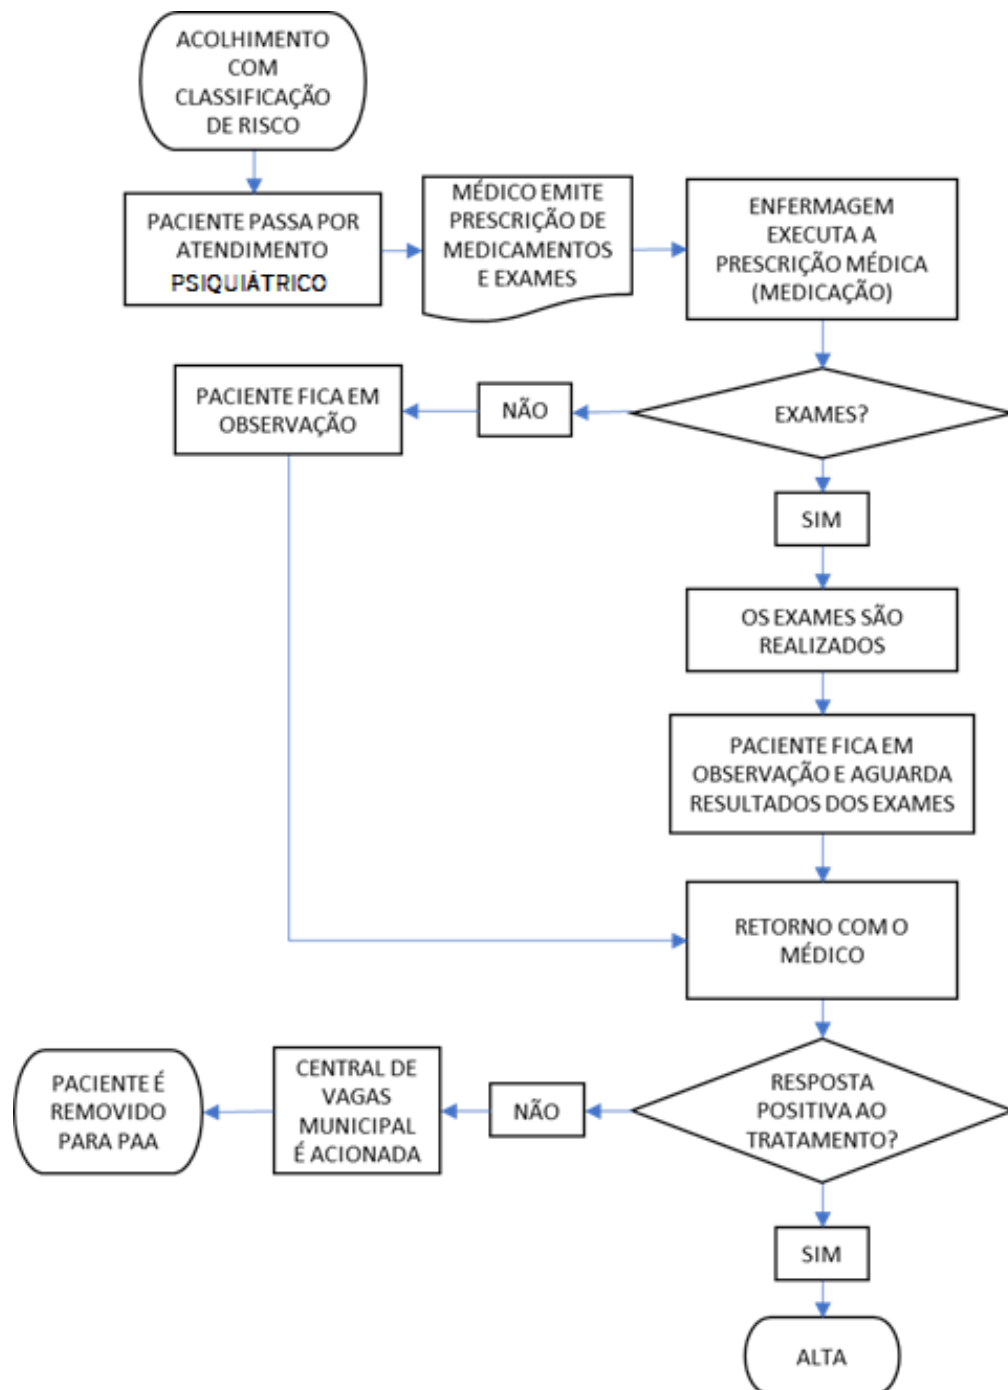 ACOLHIMENTO
COM
CLASSIFICAÇÃO
DE RISCO
PACIENTE PASSA POR
ATENDIMENTO
PSIQUIÁTRICO
MÉDICO EMITE
PRESCRIÇÃO DE
MEDICAMENTOS
E EXAMES
ENFERMAGEM
EXECUTA A
PRESCRIÇÃO MÉDICA
(MEDICAÇÃO)
EXAMES?
NÃO
PACIENTE FICA EM
OBSERVAÇÃO
SIM
OS EXAMES SÃO
REALIZADOS
PACIENTE FICA EM
OBSERVAÇÃO E AGUARDA
RESULTADOS DOS EXAMES
RETORNO COM O
MÉDICO
RESPOSTA
POSITIVA AO
TRATAMENTO?
NÃO
CENTRAL DE
VAGAS
MUNICIPAL
É ACIONADA
PACIENTE É
REMOVIDO
PARA PAA
SIM
ALTA